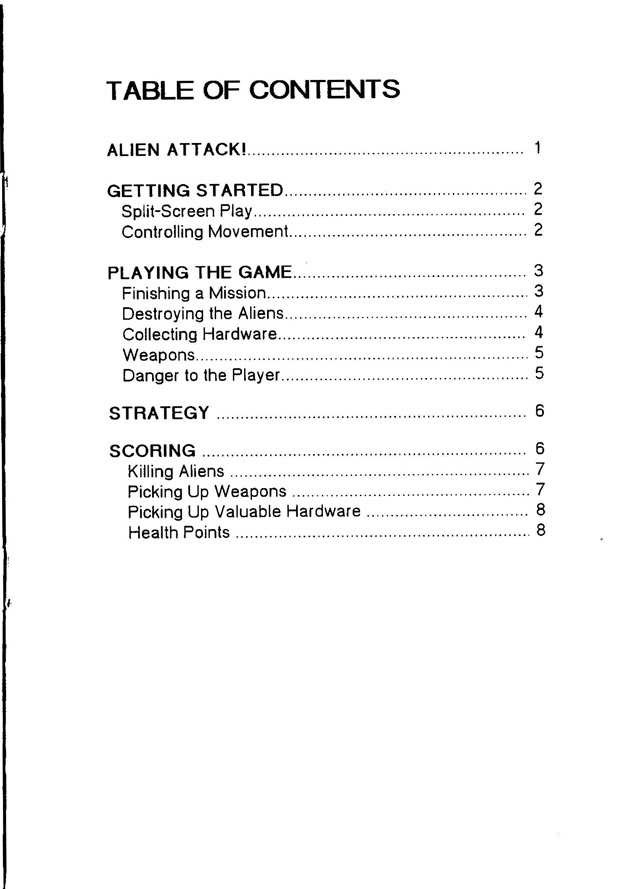 TABLE OF CONTENTS
ALIEN ATTACK!.......................................................... 1
GETTING STARTED................................................... 2
Split-Screen Play......................................................... 2
Controlling Movement.................................................. 2
PLAYING THE GAME................................................. 3
Finishing a Mission....................................................... 3
Destroying the Aliens................................................... 4
Collecting Hardware.................................................... 4
Weapons...................................................................... 5
Danger to the Player.................................................... 5
STRATEGY ................................................................. 6
SCORING .................................................................... 6
Killing Aliens ............................................................... 7
Picking Up Weapons .................................................. 7
Picking Up Valuable Hardware .................................. 8
Health Points .............................................................. 8